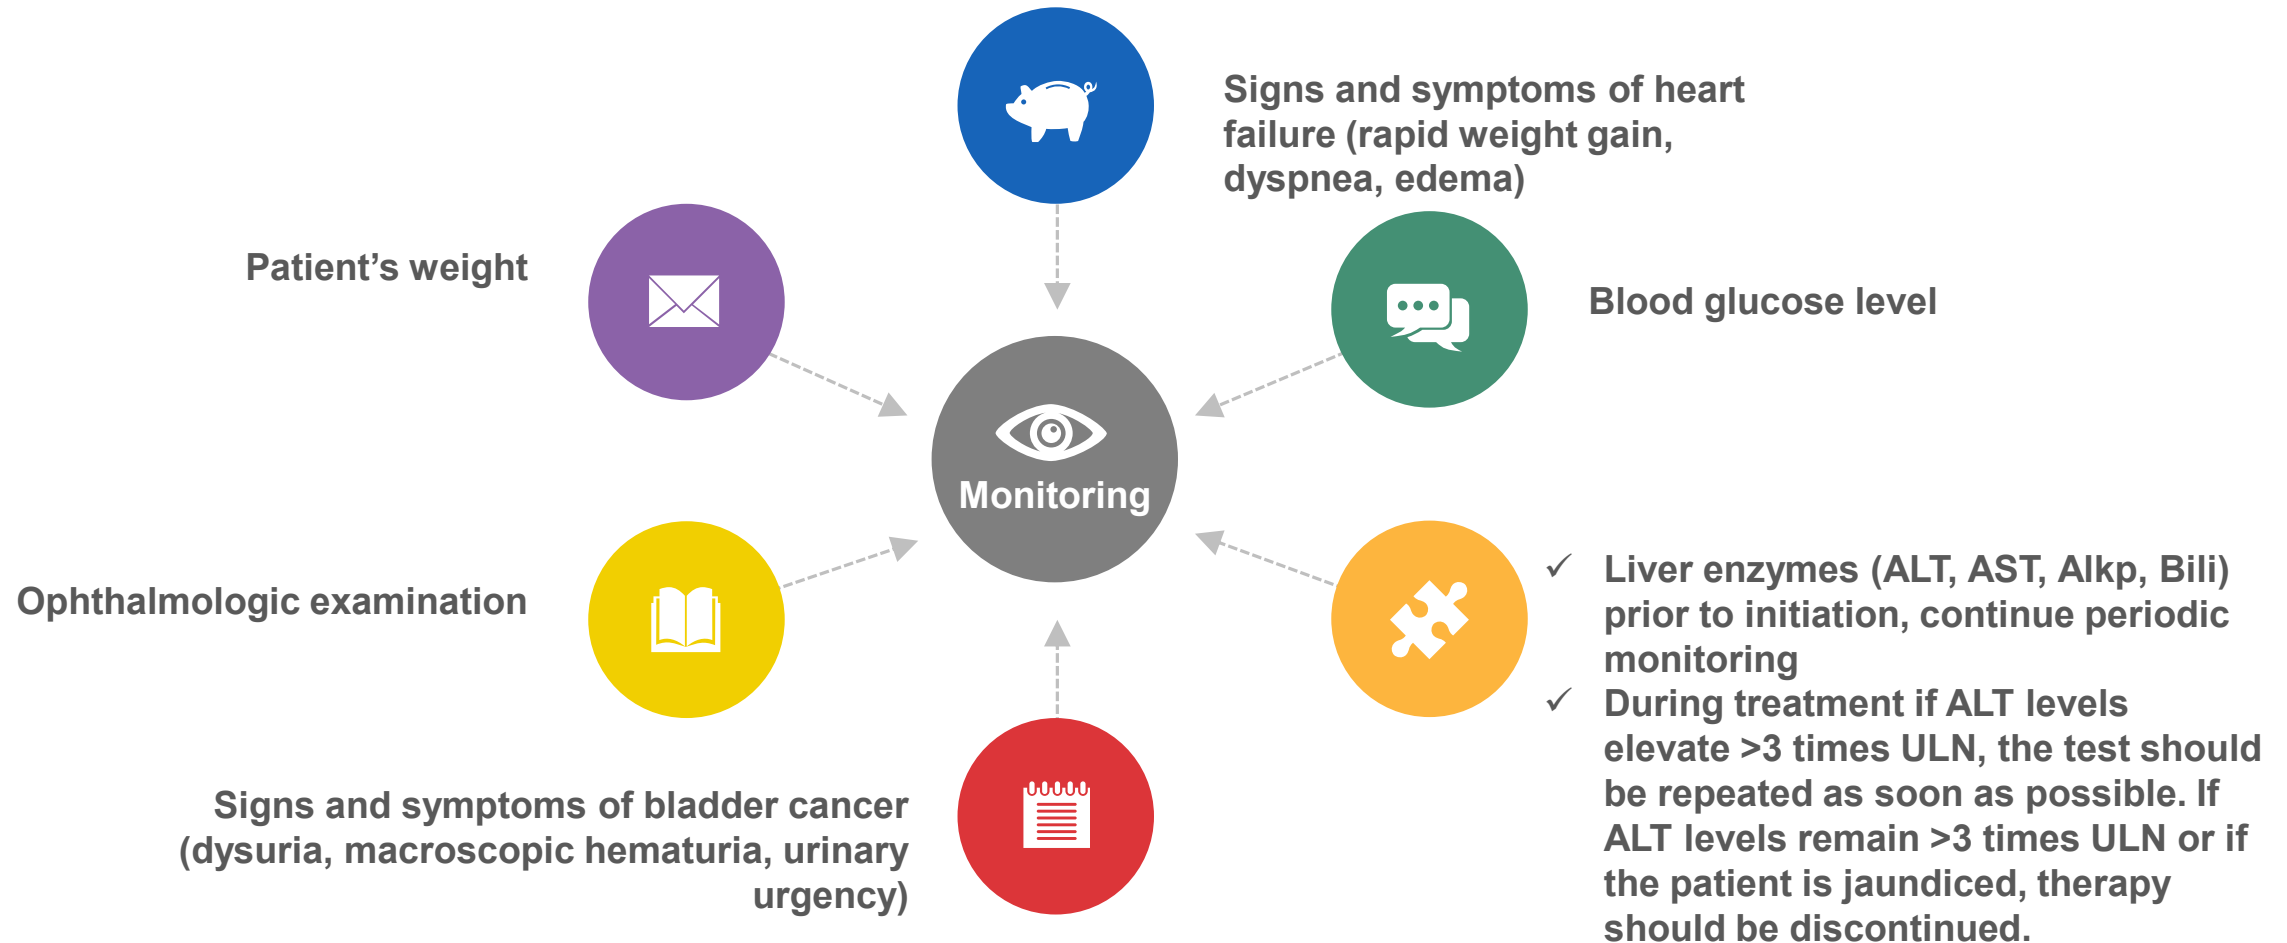 Signs and symptoms of heart
failure (rapid weight gain,
dyspnea, edema)
Patient’s weight
Blood glucose level
Monitoring
Ophthalmologic examination
✓ Liver enzymes (ALT, AST, Alkp, Bili)
prior to initiation, continue periodic
monitoring
✓ During treatment if ALT levels
elevate >3 times ULN, the test should
be repeated as soon as possible. If
ALT levels remain >3 times ULN or if
the patient is jaundiced, therapy
should be discontinued.
Signs and symptoms of bladder cancer
(dysuria, macroscopic hematuria, urinary
urgency)